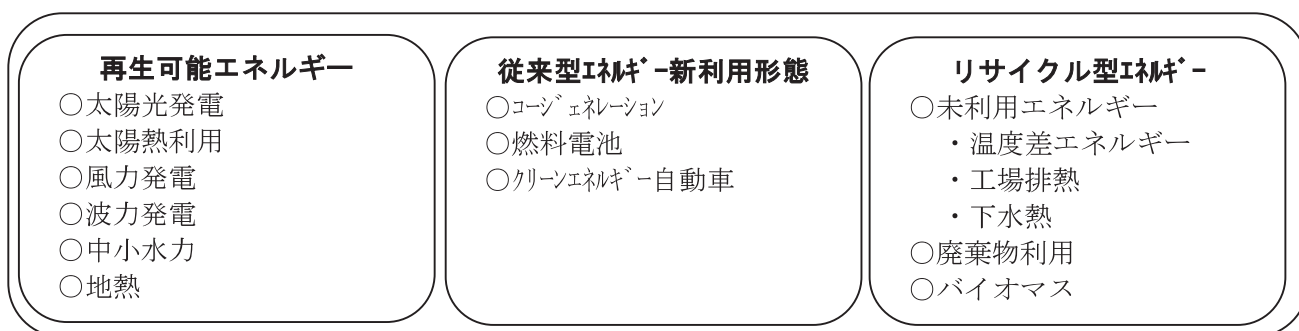 再生可能エネルギー
○太陽光発電
○太陽熱利用
○風力発電
○波力発電
○中小水力
○地熱
従来型ｴﾈﾙｷﾞｰ新利用形態
○ｺｰｼﾞｪﾈﾚｰｼｮﾝ
○燃料電池
○ｸﾘｰﾝｴﾈﾙｷﾞｰ自動車
リサイクル型ｴﾈﾙｷﾞｰ
○未利用エネルギー
・温度差エネルギー
・工場排熱
・下水熱
○廃棄物利用
○バイオマス